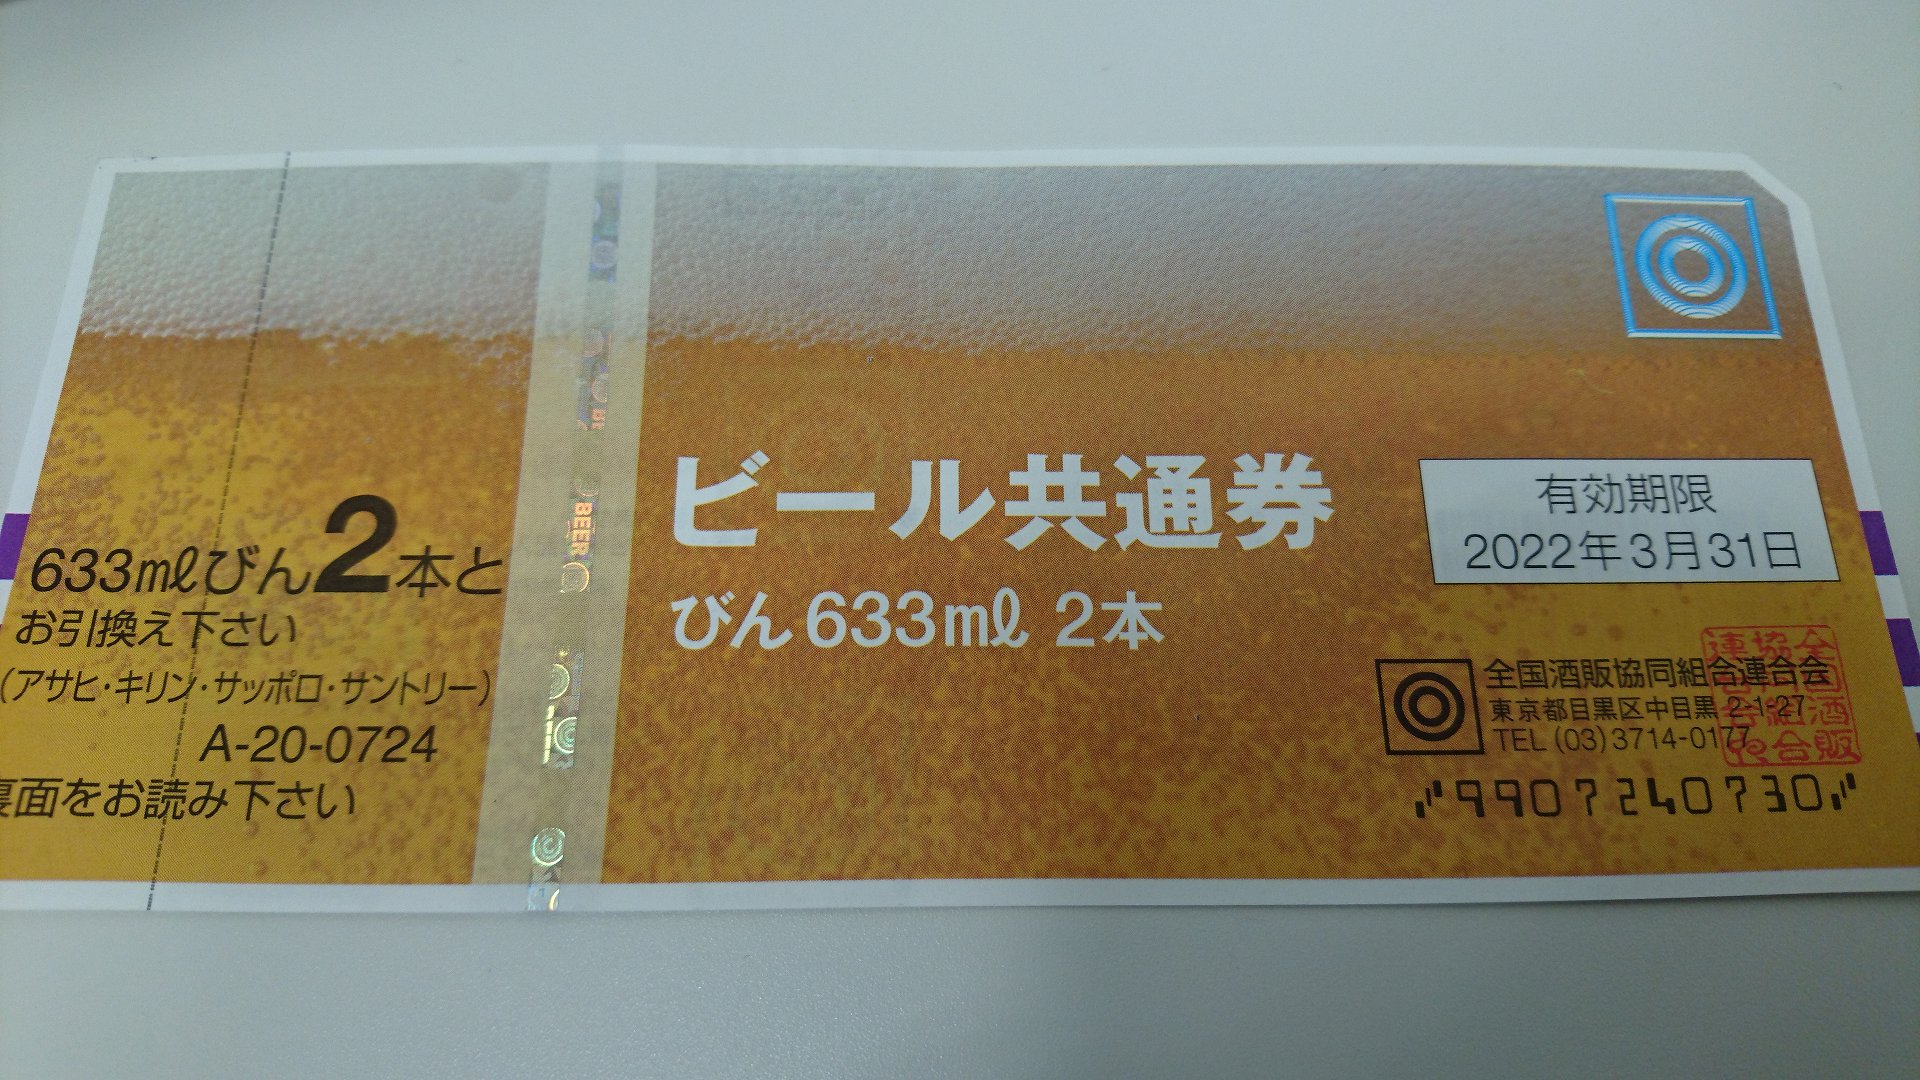 633mlびん2本と
お引換え下さい
(アサヒ・キリン・サッポロ・サントリー)
A-20-0724
裏面をお読み下さい
BEER
ビール共通券
びん633ml 2本
有効期限
2022年3月31日
全国酒販協同組合連合会
東京都目黒区中目黒 2-1-27
TEL (03) 3714-0177
9907240730